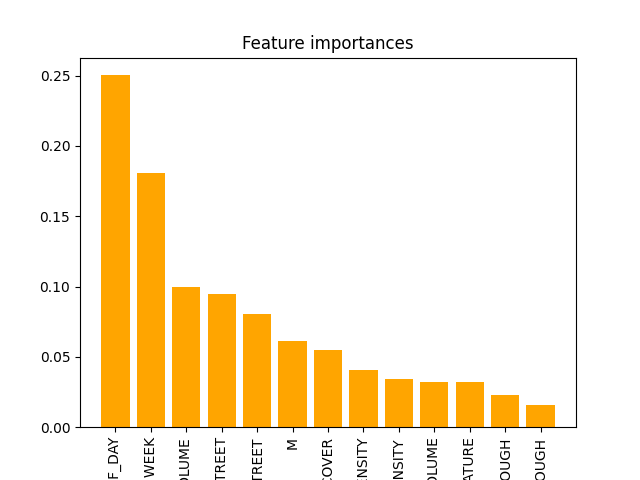 Feature importances
0.25
0.20
0.15
0.10
0.05
0.00
F_DAY
WEEK
OLUME
TREET
TREET
M
COVER
ENSITY
NSITY
OLUME
ATURE
OUGH
OUGH